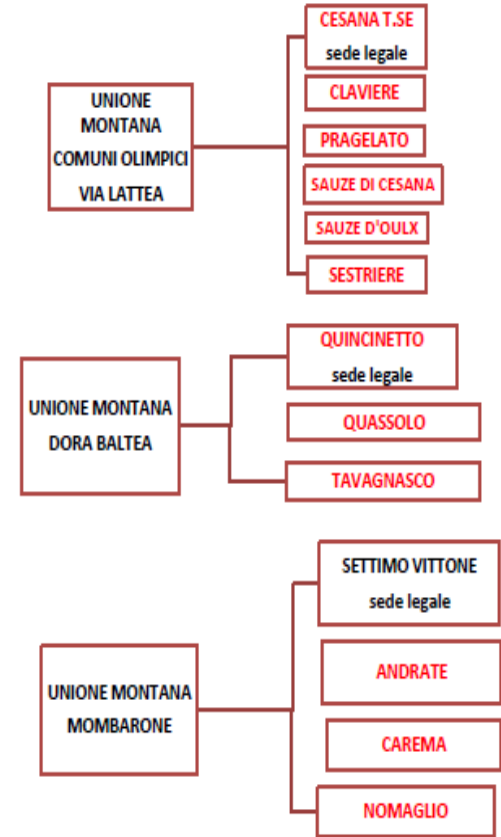 UNIONE
MONTANA
COMUNI OLIMPICI
VIA LATTEA
CESANA T.SE
sede legale
CLAVIERE
PRAGELATO
SAUZE DI CESANA
SAUZE D'OULX
SESTRIERE
UNIONE MONTANA
DORA BALTEA
QUINCINETTO
sede legale
QUASSOLO
TAVAGNASCO
UNIONE MONTANA
MOMBARONE
SETTIMO VITTONE
sede legale
ANDRATE
CAREMA
NOMAGLIO